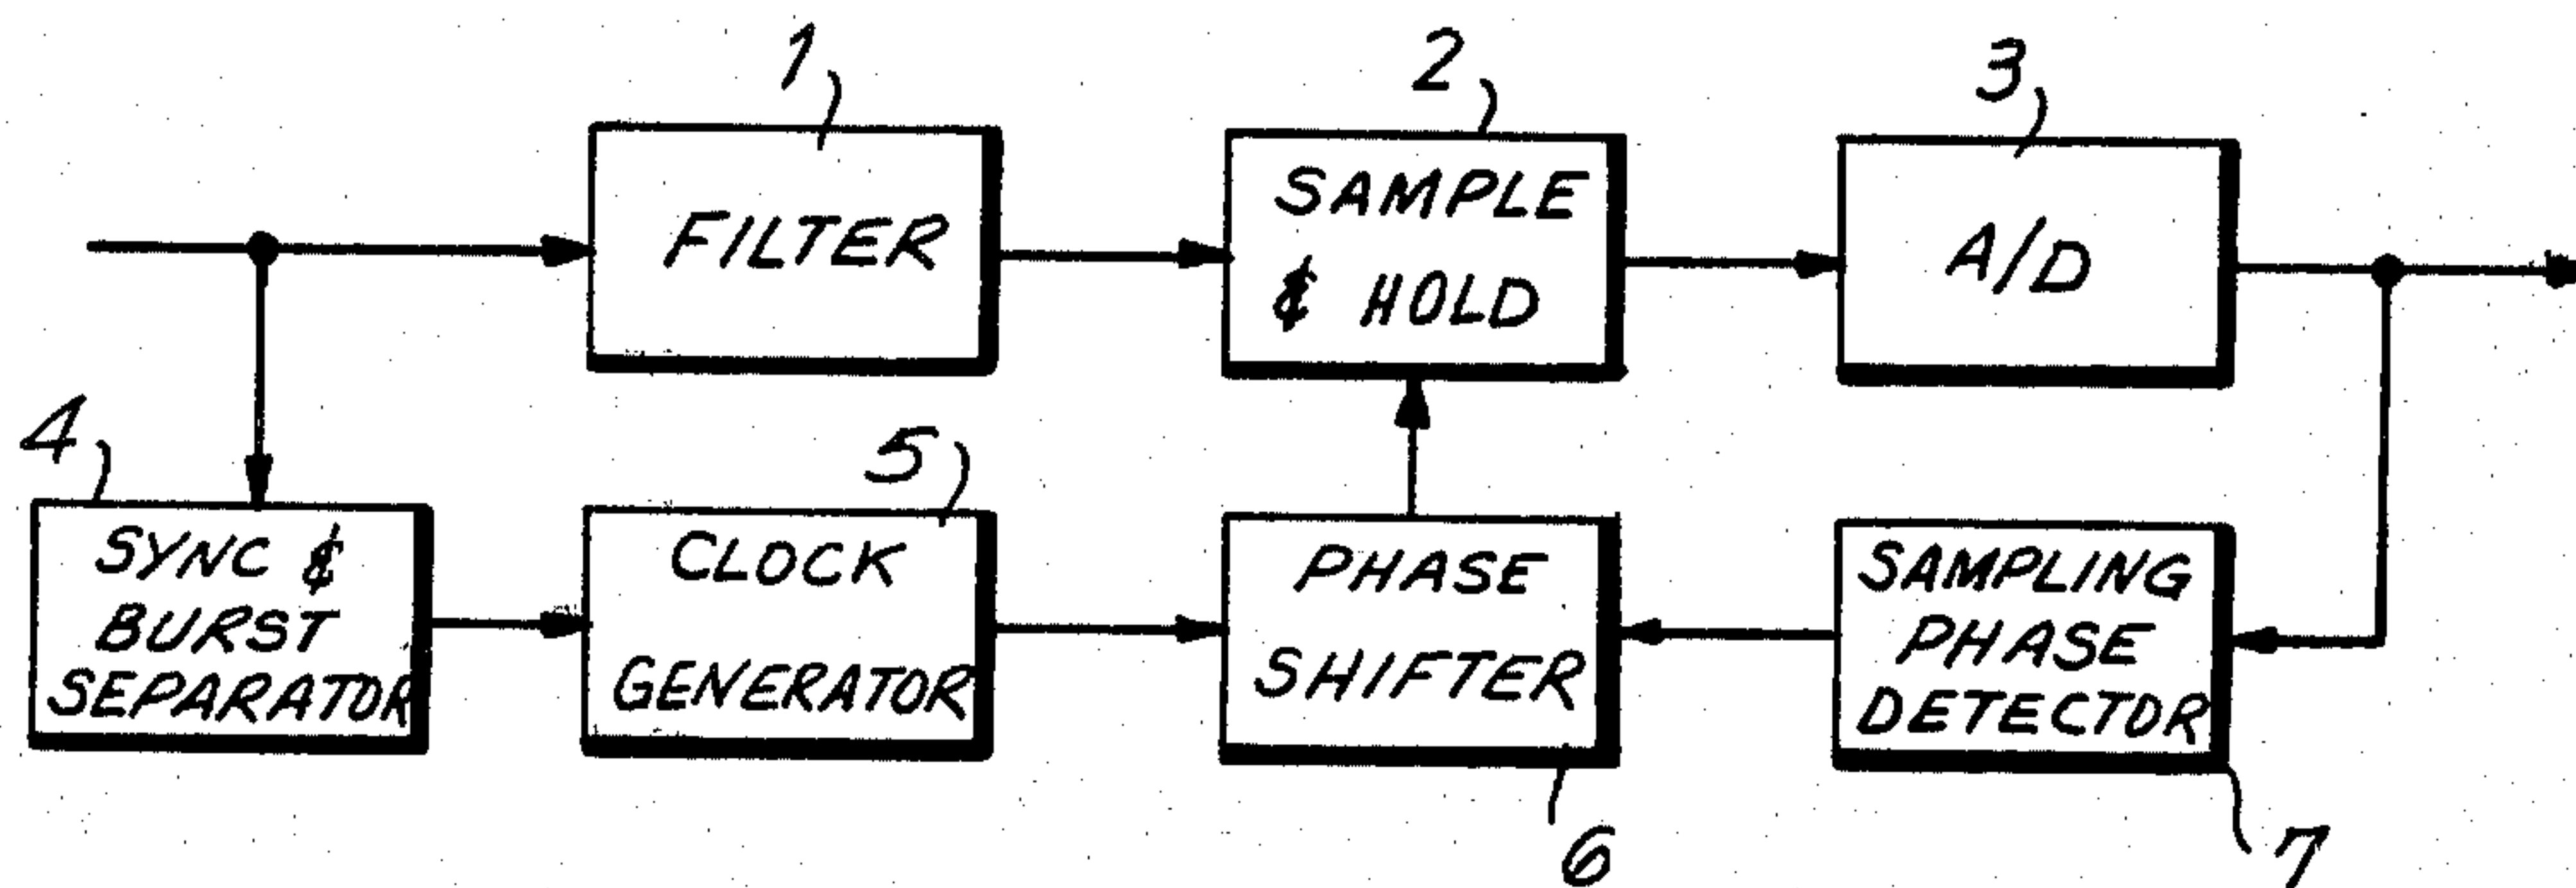 1
FILTER
2
SAMPLE
& HOLD
3
A/D
4
SYNC &
BURST
SEPARATOR
5
CLOCK
GENERATOR
PHASE
SHIFTER
6
SAMPLING
PHASE
DETECTOR
7